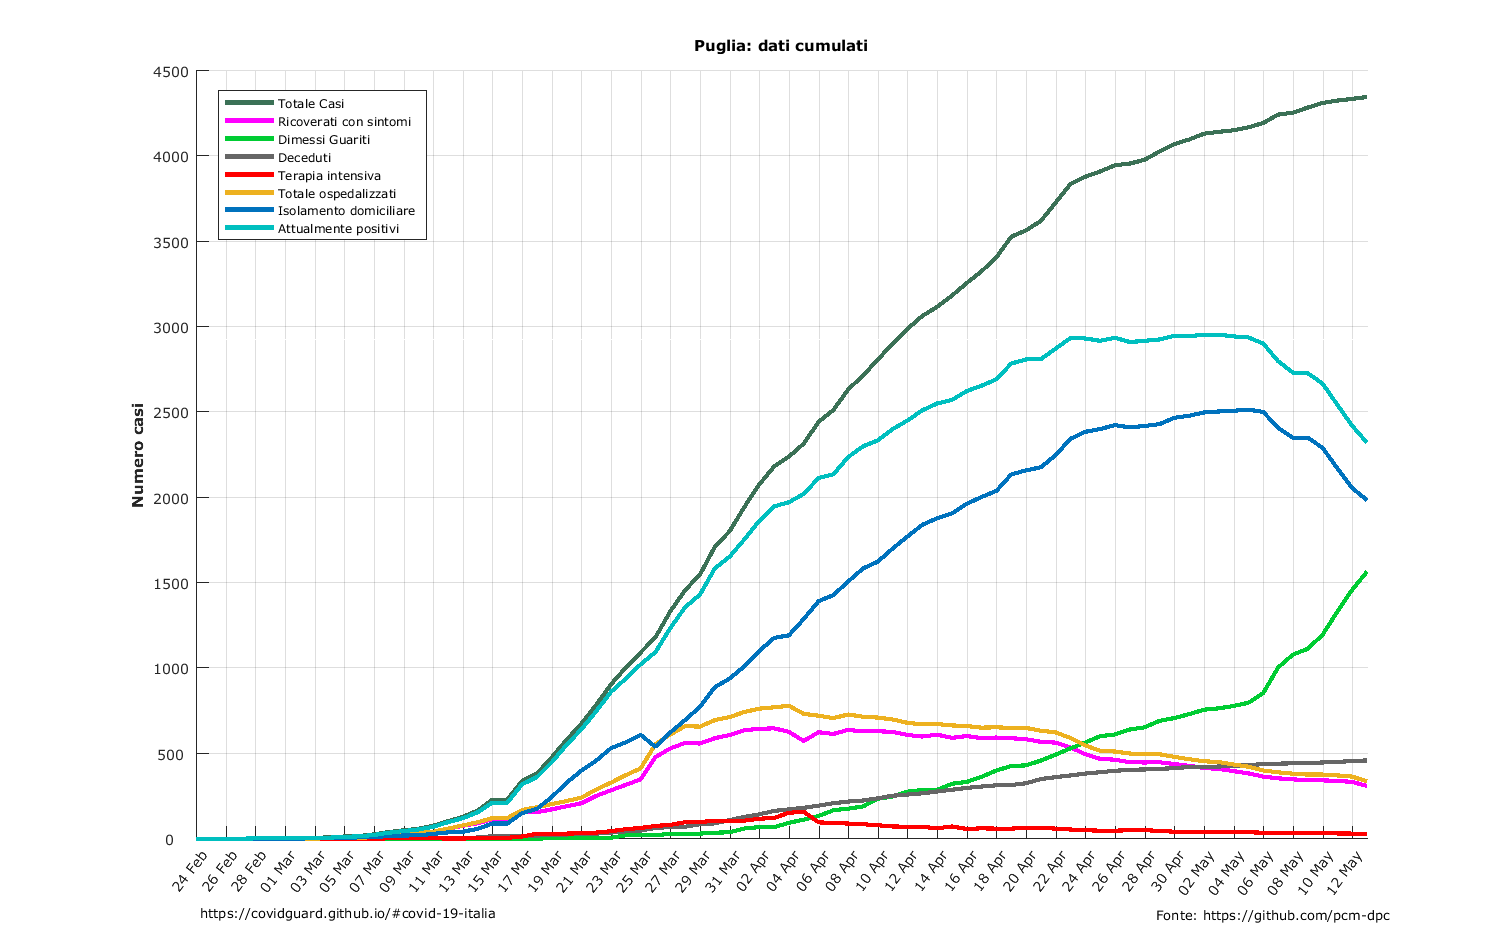 Puglia: dati cumulati
4500
4000
3500
3000
2500
2000
1500
1000
500
0
Numero casi
Totale Casi
Ricoverati con sintomi
Dimessi Guariti
Deceduti
Terapia intensiva
Totale ospedalizzati
Isolamento domiciliare
Attualmente positivi
24 Feb
26 Feb
28 Feb
01 Mar
03 Mar
05 Mar
07 Mar
09 Mar
11 Mar
13 Mar
15 Mar
17 Mar
19 Mar
21 Mar
23 Mar
25 Mar
27 Mar
29 Mar
31 Mar
02 Apr
04 Apr
06 Apr
08 Apr
10 Apr
12 Apr
14 Apr
16 Apr
18 Apr
20 Apr
22 Apr
24 Apr
26 Apr
28 Apr
30 Apr
02 May
04 May
06 May
08 May
10 May
12 May
https://covidguard.github.io/#covid-19-italia
Fonte: https://github.com/pcm-dpc